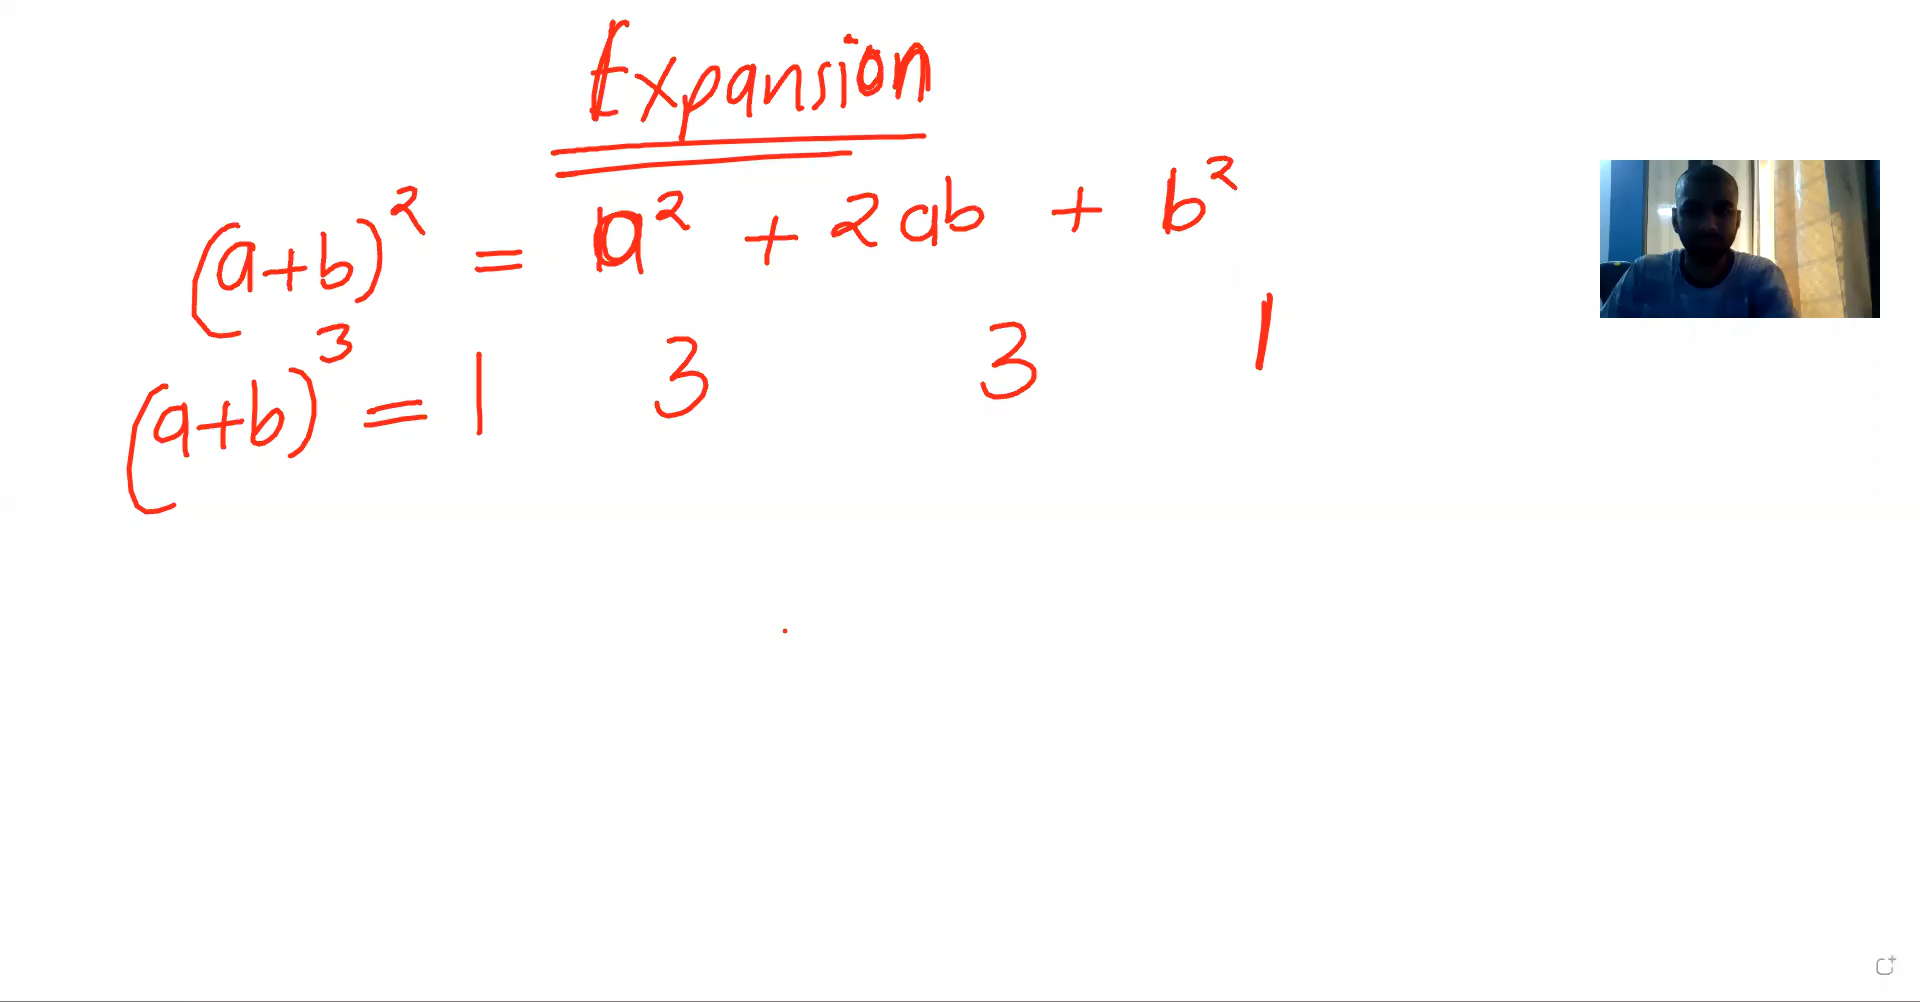 Expansion
(a+b)² = a² + 2ab + b²
(a+b)³ = 1 3 3 1